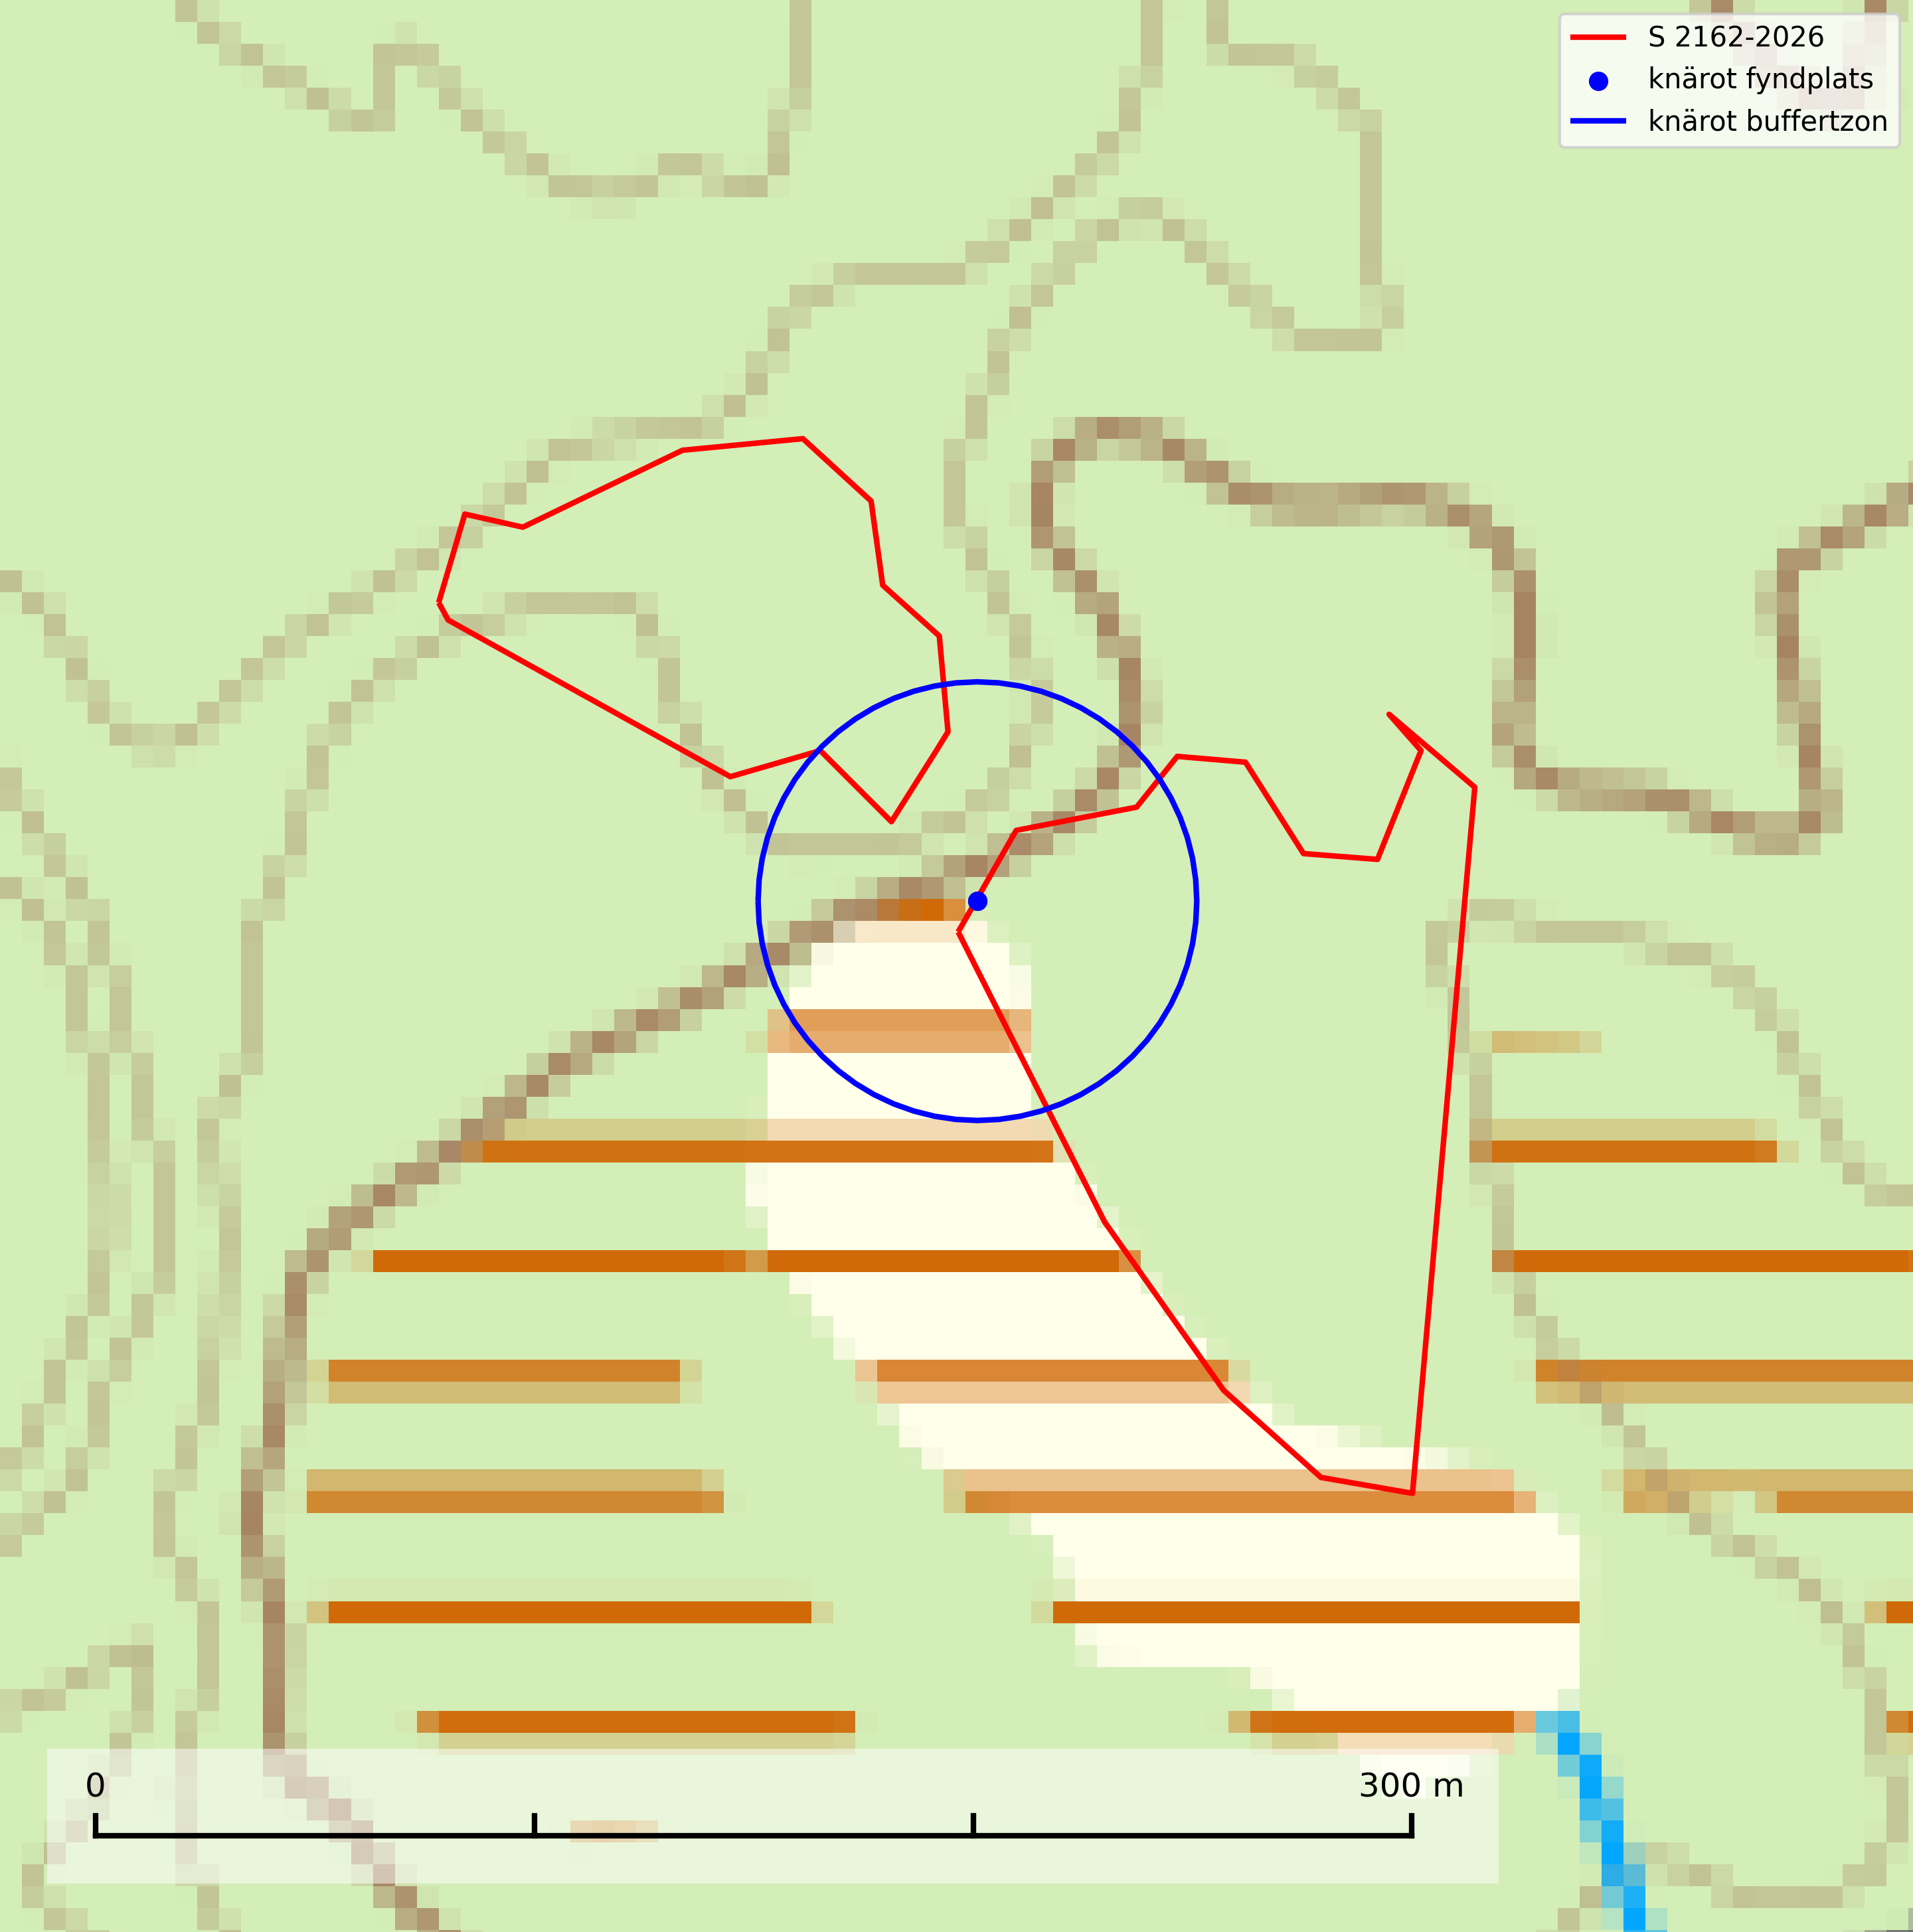 S 2162-2026
knärot fyndplats
knärot buffertzon
0 300 m